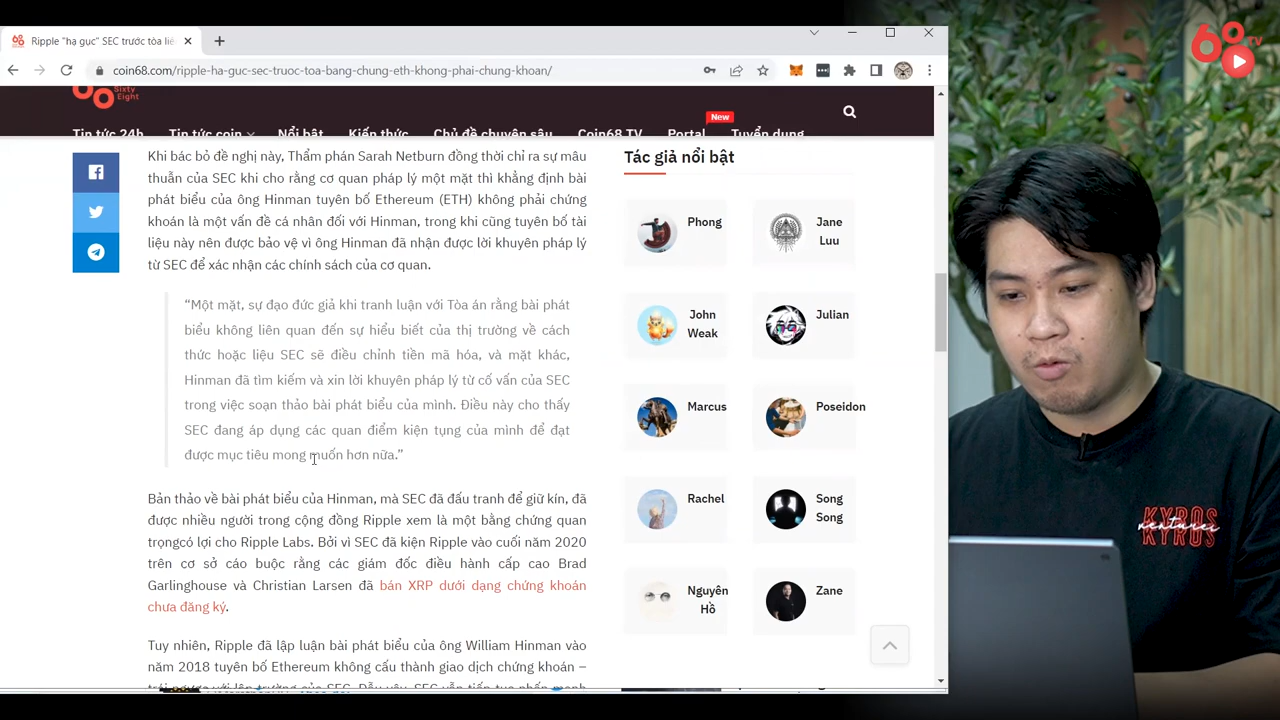 Ripple "hạ gục" SEC trước tòa liê
coin68.com/ripple-ha-guc-sec-truoc-toa-bang-chung-eth-khong-phai-chung-khoan/
68 TV
Sixty
Eight
New
Tin tức 24h
Tin tức coin
Nổi bật
Kiến thức
Chủ đề chuyên sâu
Coin68 TV
Portal
Tuyển dụng
Khi bác bỏ đề nghị này, Thẩm phán Sarah Netburn đồng thời chỉ ra sự mâu
thuẫn của SEC khi cho rằng cơ quan pháp lý một mặt thì khẳng định bài
phát biểu của ông Hinman tuyên bố Ethereum (ETH) không phải chứng
khoán là một vấn đề cá nhân đối với Hinman, trong khi cũng tuyên bố tài
liệu này nên được bảo vệ vì ông Hinman đã nhận được lời khuyên pháp lý
từ SEC để xác nhận các chính sách của cơ quan.
“Một mặt, sự đạo đức giả khi tranh luận với Tòa án rằng bài phát
biểu không liên quan đến sự hiểu biết của thị trường về cách
thức hoặc liệu SEC sẽ điều chỉnh tiền mã hóa, và mặt khác,
Hinman đã tìm kiếm và xin lời khuyên pháp lý từ cố vấn của SEC
trong việc soạn thảo bài phát biểu của mình. Điều này cho thấy
SEC đang áp dụng các quan điểm kiện tụng của mình để đạt
được mục tiêu mong muốn hơn nữa.”
Bản thảo về bài phát biểu của Hinman, mà SEC đã đấu tranh để giữ kín, đã
được nhiều người trong cộng đồng Ripple xem là một bằng chứng quan
trọngcó lợi cho Ripple Labs. Bởi vì SEC đã kiện Ripple vào cuối năm 2020
trên cơ sở cáo buộc rằng các giám đốc điều hành cấp cao Brad
Garlinghouse và Christian Larsen đã bán XRP dưới dạng chứng khoán
chưa đăng ký.
Tuy nhiên, Ripple đã lập luận bài phát biểu của ông William Hinman vào
năm 2018 tuyên bố Ethereum không cấu thành giao dịch chứng khoán –
Tác giả nổi bật
Phong
Jane
Luu
John
Weak
Julian
Marcus
Poseidon
Rachel
Song
Song
Nguyên
Hồ
Zane
KYROS
ventures
KYROS